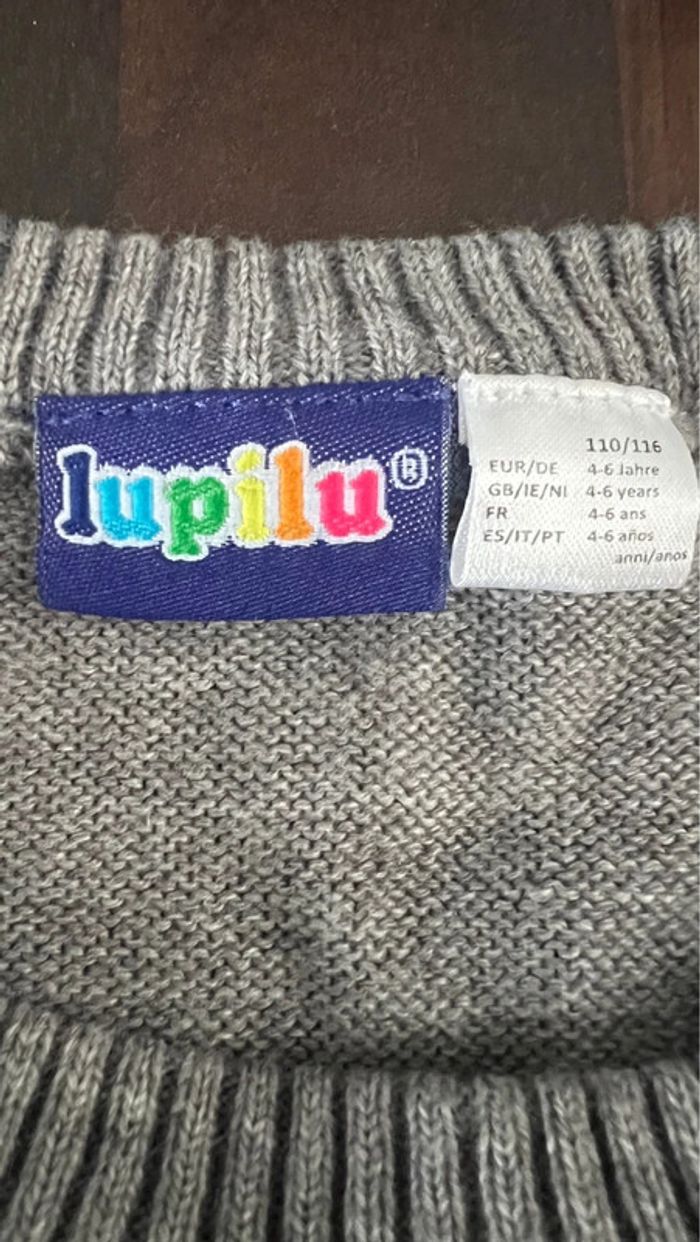 lupilu®
110/116
EUR/DE 4-6 Jahre
GB/IE/NI 4-6 years
FR 4-6 ans
ES/IT/PT 4-6 años
anni/anos